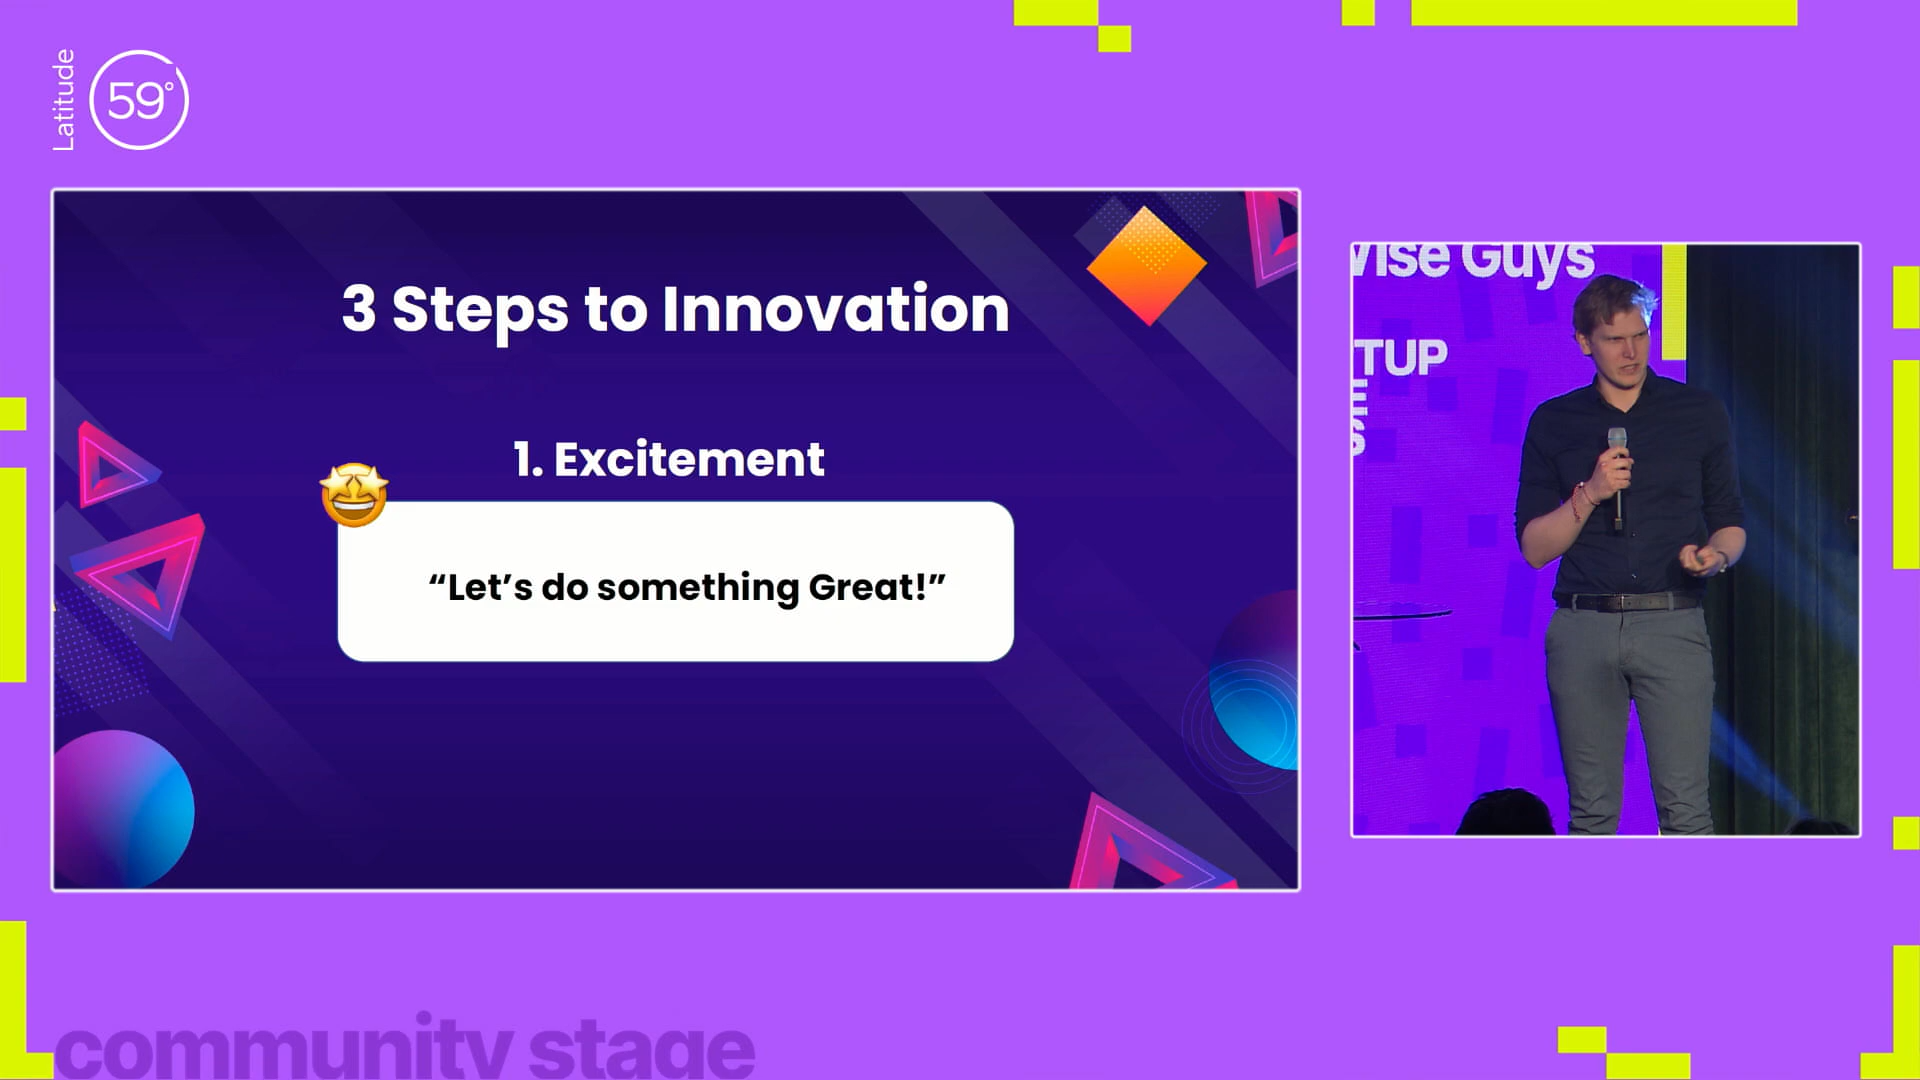 Latitude
59°
3 Steps to Innovation
1. Excitement
“Let’s do something Great!”
Wise Guys
TUP
E
S
community stage